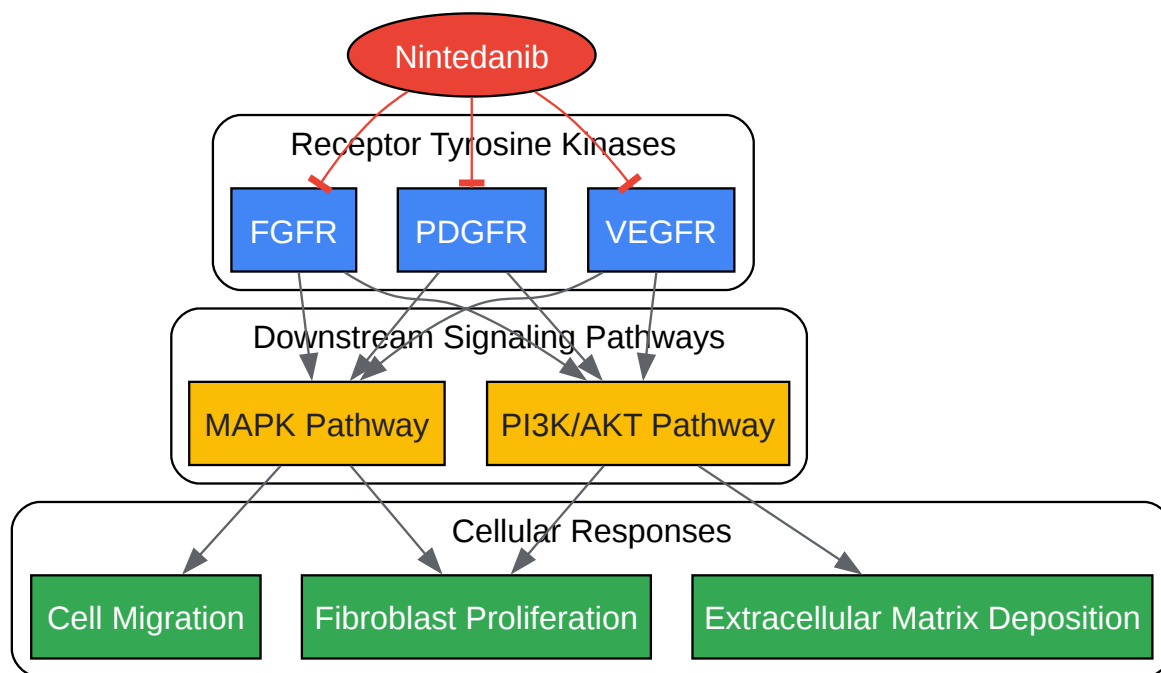 Nintedanib
Receptor Tyrosine Kinases
FGFR
PDGFR
VEGFR
Downstream Signaling Pathways
MAPK Pathway
PI3K/AKT Pathway
Cellular Responses
Cell Migration
Fibroblast Proliferation
Extracellular Matrix Deposition